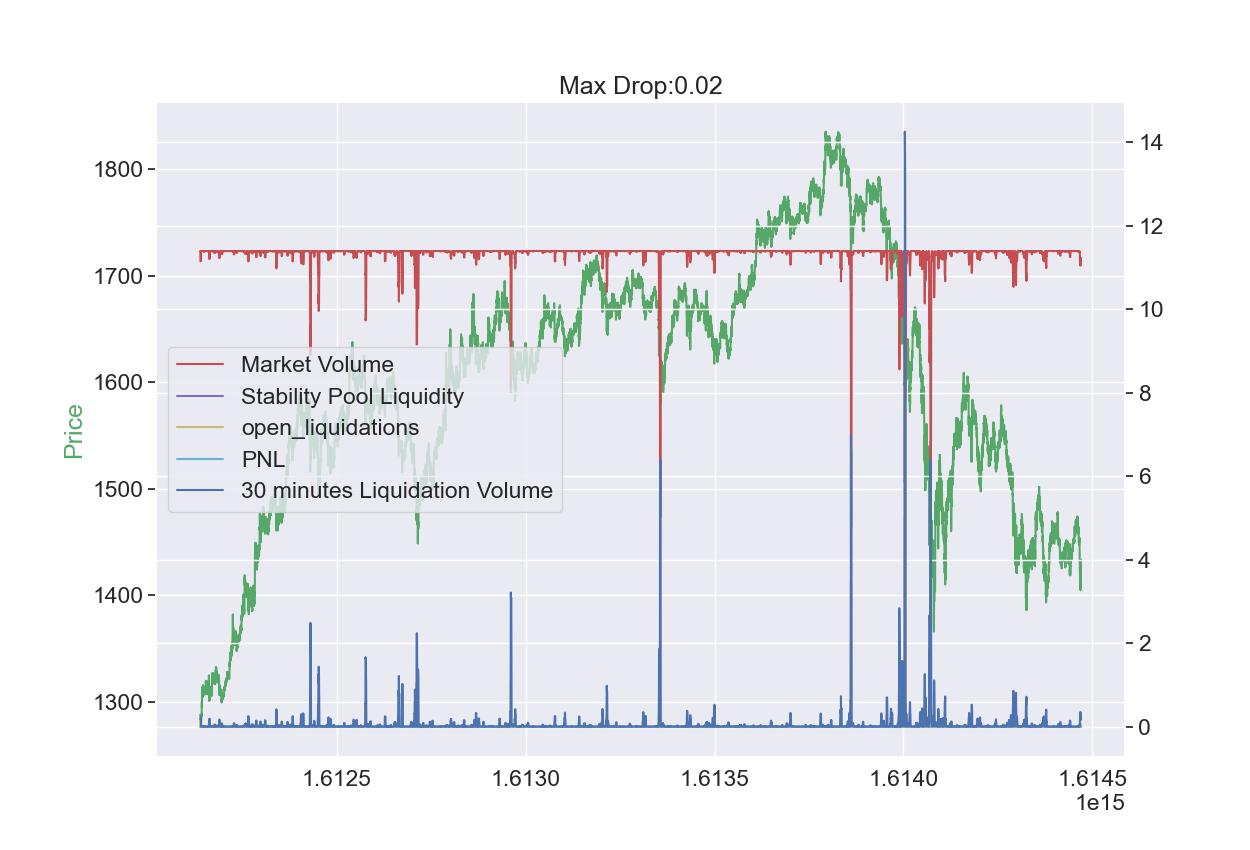 Max Drop:0.02
1800
1700
1600
1500
1400
1300
Price
14
12
10
8
6
4
2
0
Market Volume
Stability Pool Liquidity
open_liquidations
PNL
30 minutes Liquidation Volume
1.6125
1.6130
1.6135
1.6140
1.6145
1e15